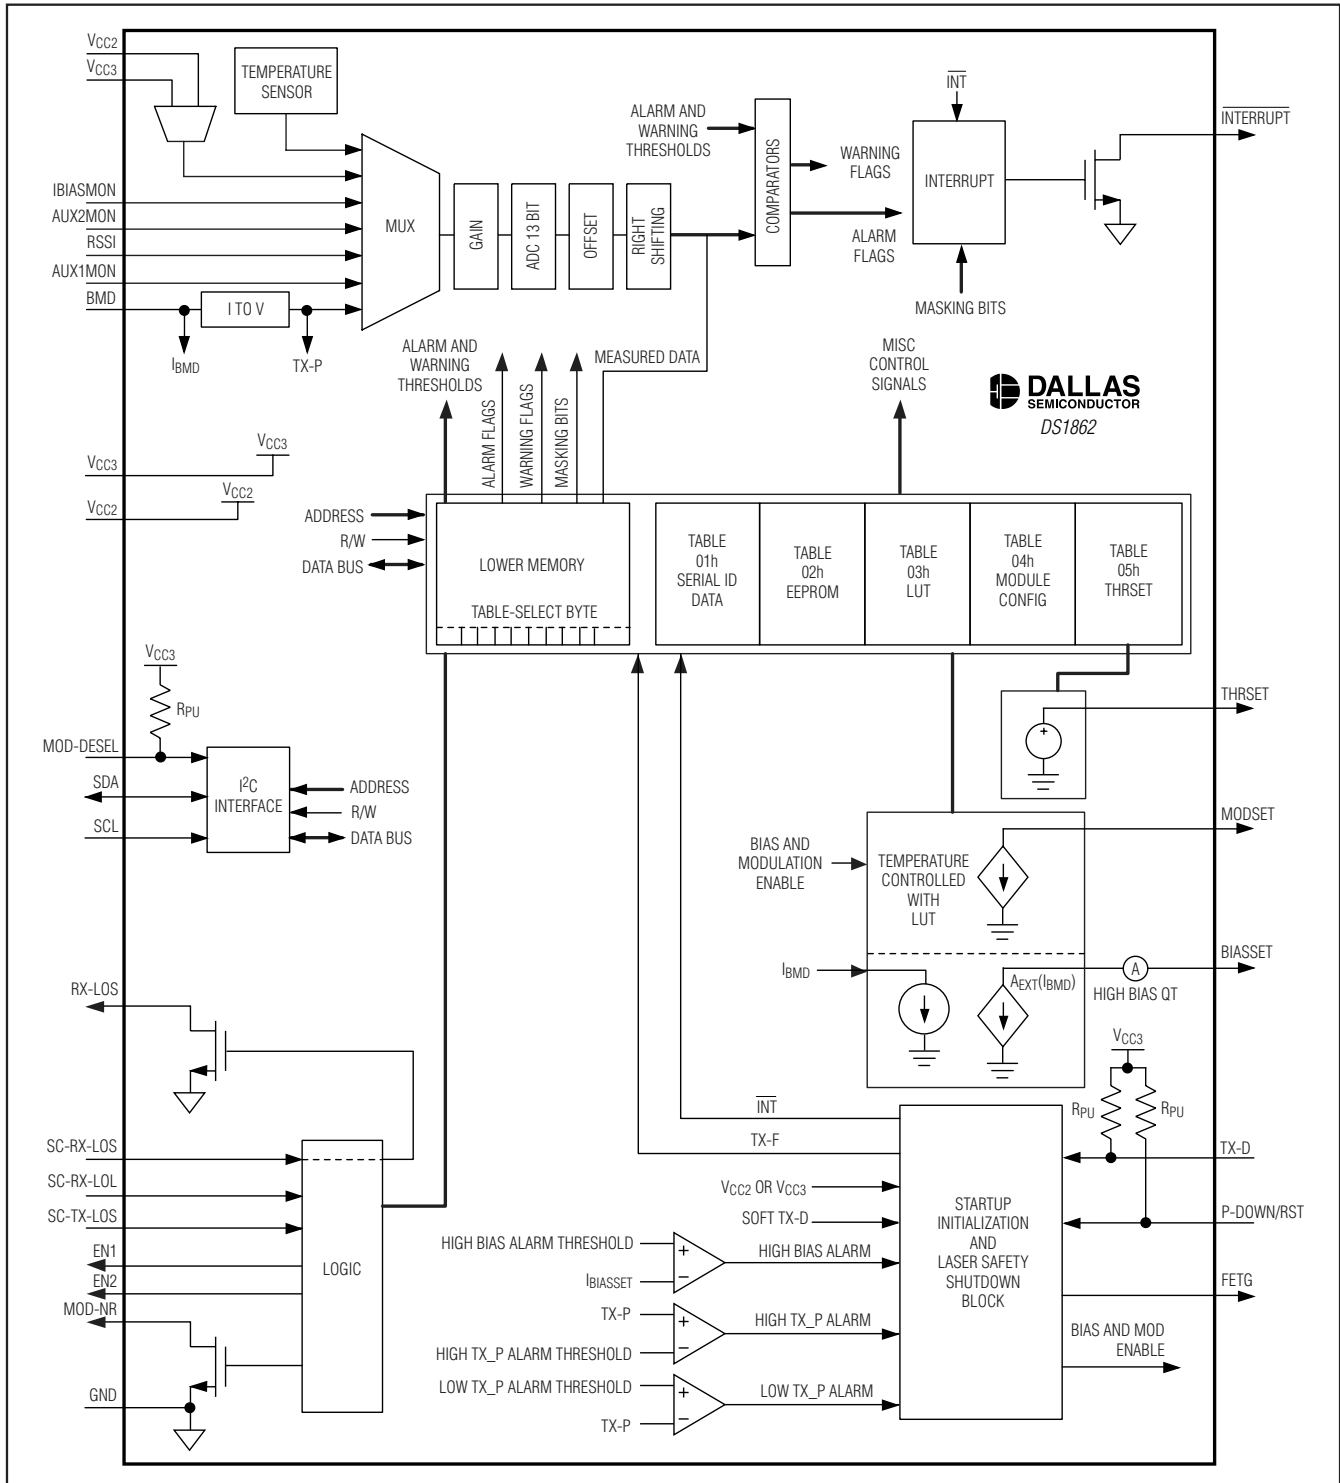 VCC2
VCC3
TEMPERATURE
SENSOR
IBIASMON
AUX2MON
RSSI
AUX1MON
BMD
I TO V
IBMD
TX-P
MUX
GAIN
ADC 13 BIT
OFFSET
RIGHT
SHIFTING
ALARM AND
WARNING
THRESHOLDS
COMPARATORS
WARNING
FLAGS
ALARM
FLAGS
INT
INTERRUPT
MASKING BITS
INTERRUPT
ALARM AND
WARNING
THRESHOLDS
ALARM FLAGS
WARNING FLAGS
MASKING BITS
MEASURED DATA
MISC
CONTROL
SIGNALS
DALLAS
SEMICONDUCTOR
DS1862
VCC3
VCC3
VCC2
VCC2
ADDRESS
R/W
DATA BUS
LOWER MEMORY
TABLE-SELECT BYTE
TABLE
01h
SERIAL ID
DATA
TABLE
02h
EEPROM
TABLE
03h
LUT
TABLE
04h
MODULE
CONFIG
TABLE
05h
THRSET
VCC3
RPU
MOD-DESEL
SDA
SCL
I2C
INTERFACE
ADDRESS
R/W
DATA BUS
+
THRSET
BIAS AND
MODULATION
ENABLE
TEMPERATURE
CONTROLLED
WITH
LUT
MODSET
IBMD
AEXT(IBMD)
A
HIGH BIAS QT
BIASSET
RX-LOS
SC-RX-LOS
SC-RX-LOL
SC-TX-LOS
EN1
EN2
MOD-NR
GND
LOGIC
VCC3
RPU
RPU
INT
TX-F
VCC2 OR VCC3
SOFT TX-D
HIGH BIAS ALARM THRESHOLD
IBIASSET
+
−
HIGH BIAS ALARM
TX-P
HIGH TX_P ALARM THRESHOLD
+
−
HIGH TX_P ALARM
LOW TX_P ALARM THRESHOLD
TX-P
+
−
LOW TX_P ALARM
STARTUP
INITIALIZATION
AND
LASER SAFETY
SHUTDOWN
BLOCK
TX-D
P-DOWN/RST
FETG
BIAS AND MOD
ENABLE